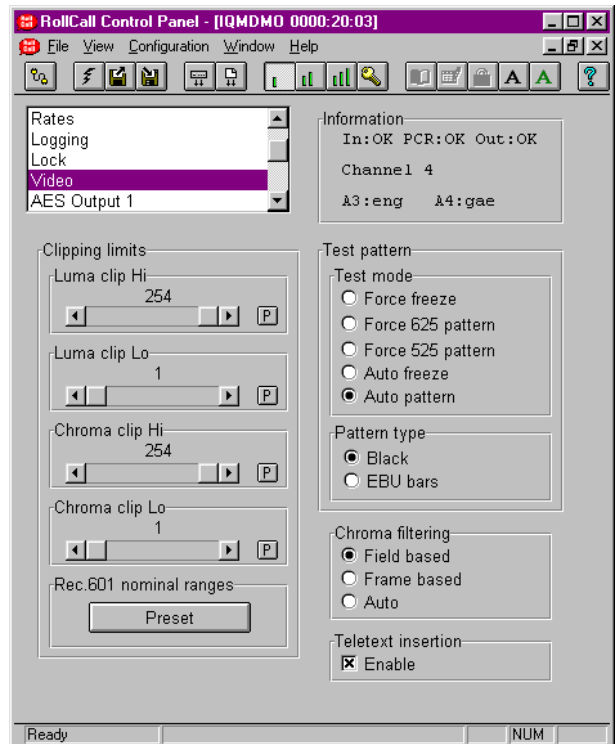 RollCall Control Panel - [IQMDMO 0000:20:03]
File View Configuration Window Help
A A ?
Rates
Logging
Lock
Video
AES Output 1
Information
In:OK PCR:OK Out:OK
Channel 4
A3:eng A4:gae
Clipping limits
Luma clip Hi
254
P
Luma clip Lo
1
P
Chroma clip Hi
254
P
Chroma clip Lo
1
P
Rec.601 nominal ranges
Preset
Test pattern
Test mode
Force freeze
Force 625 pattern
Force 525 pattern
Auto freeze
Auto pattern
Pattern type
Black
EBU bars
Chroma filtering
Field based
Frame based
Auto
Teletext insertion
Enable
Ready
NUM